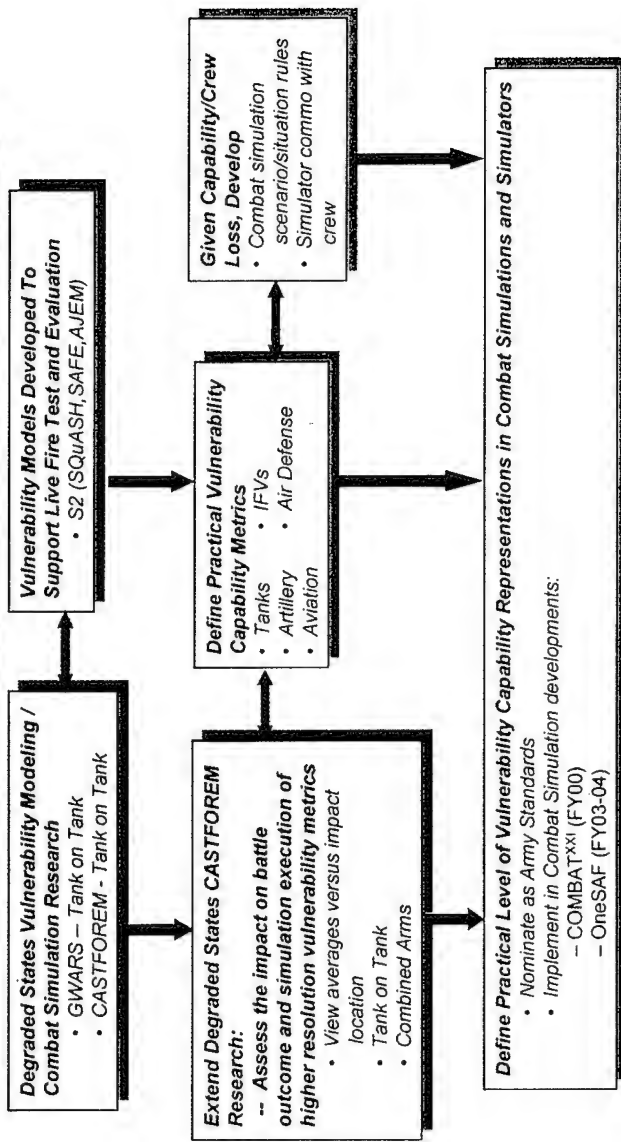 Degraded States Vulnerability Modeling /
Combat Simulation Research
• GWARS – Tank on Tank
• CASTFOREM - Tank on Tank
Vulnerability Models Developed To
Support Live Fire Test and Evaluation
• S2 (SQuASH,SAFE,AJEM)
Extend Degraded States CASTFOREM
Research:
-- Assess the impact on battle
outcome and simulation execution of
higher resolution vulnerability metrics
• View averages versus impact
location
• Tank on Tank
• Combined Arms
Define Practical Vulnerability
Capability Metrics
• Tanks • IFVs
• Artillery • Air Defense
• Aviation
Given Capability/Crew
Loss, Develop
• Combat simulation
scenario/situation rules
• Simulator commo with
crew
Define Practical Level of Vulnerability Capability Representations in Combat Simulations and Simulators
• Nominate as Army Standards
• Implement in Combat Simulation developments:
– COMBATXXI (FY00)
– OneSAF (FY03-04)